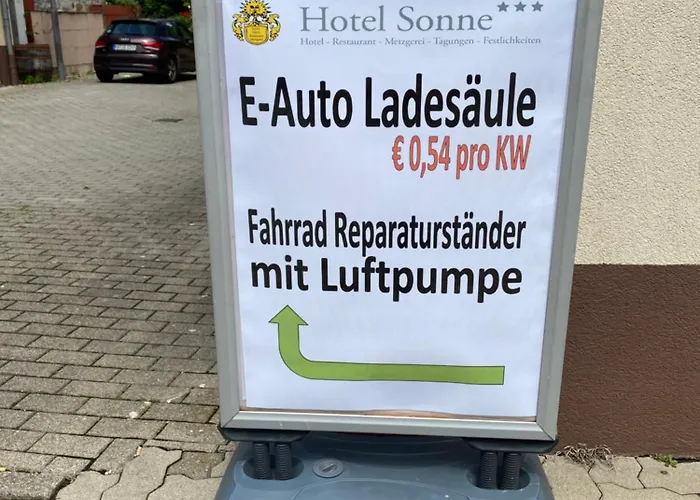 Hotel Sonne***
Hotel - Restaurant - Metzgerei - Tagungen - Festlichkeiten
E-Auto Ladesäule
€ 0,54 pro KW
Fahrrad Reparaturständer
mit Luftpumpe